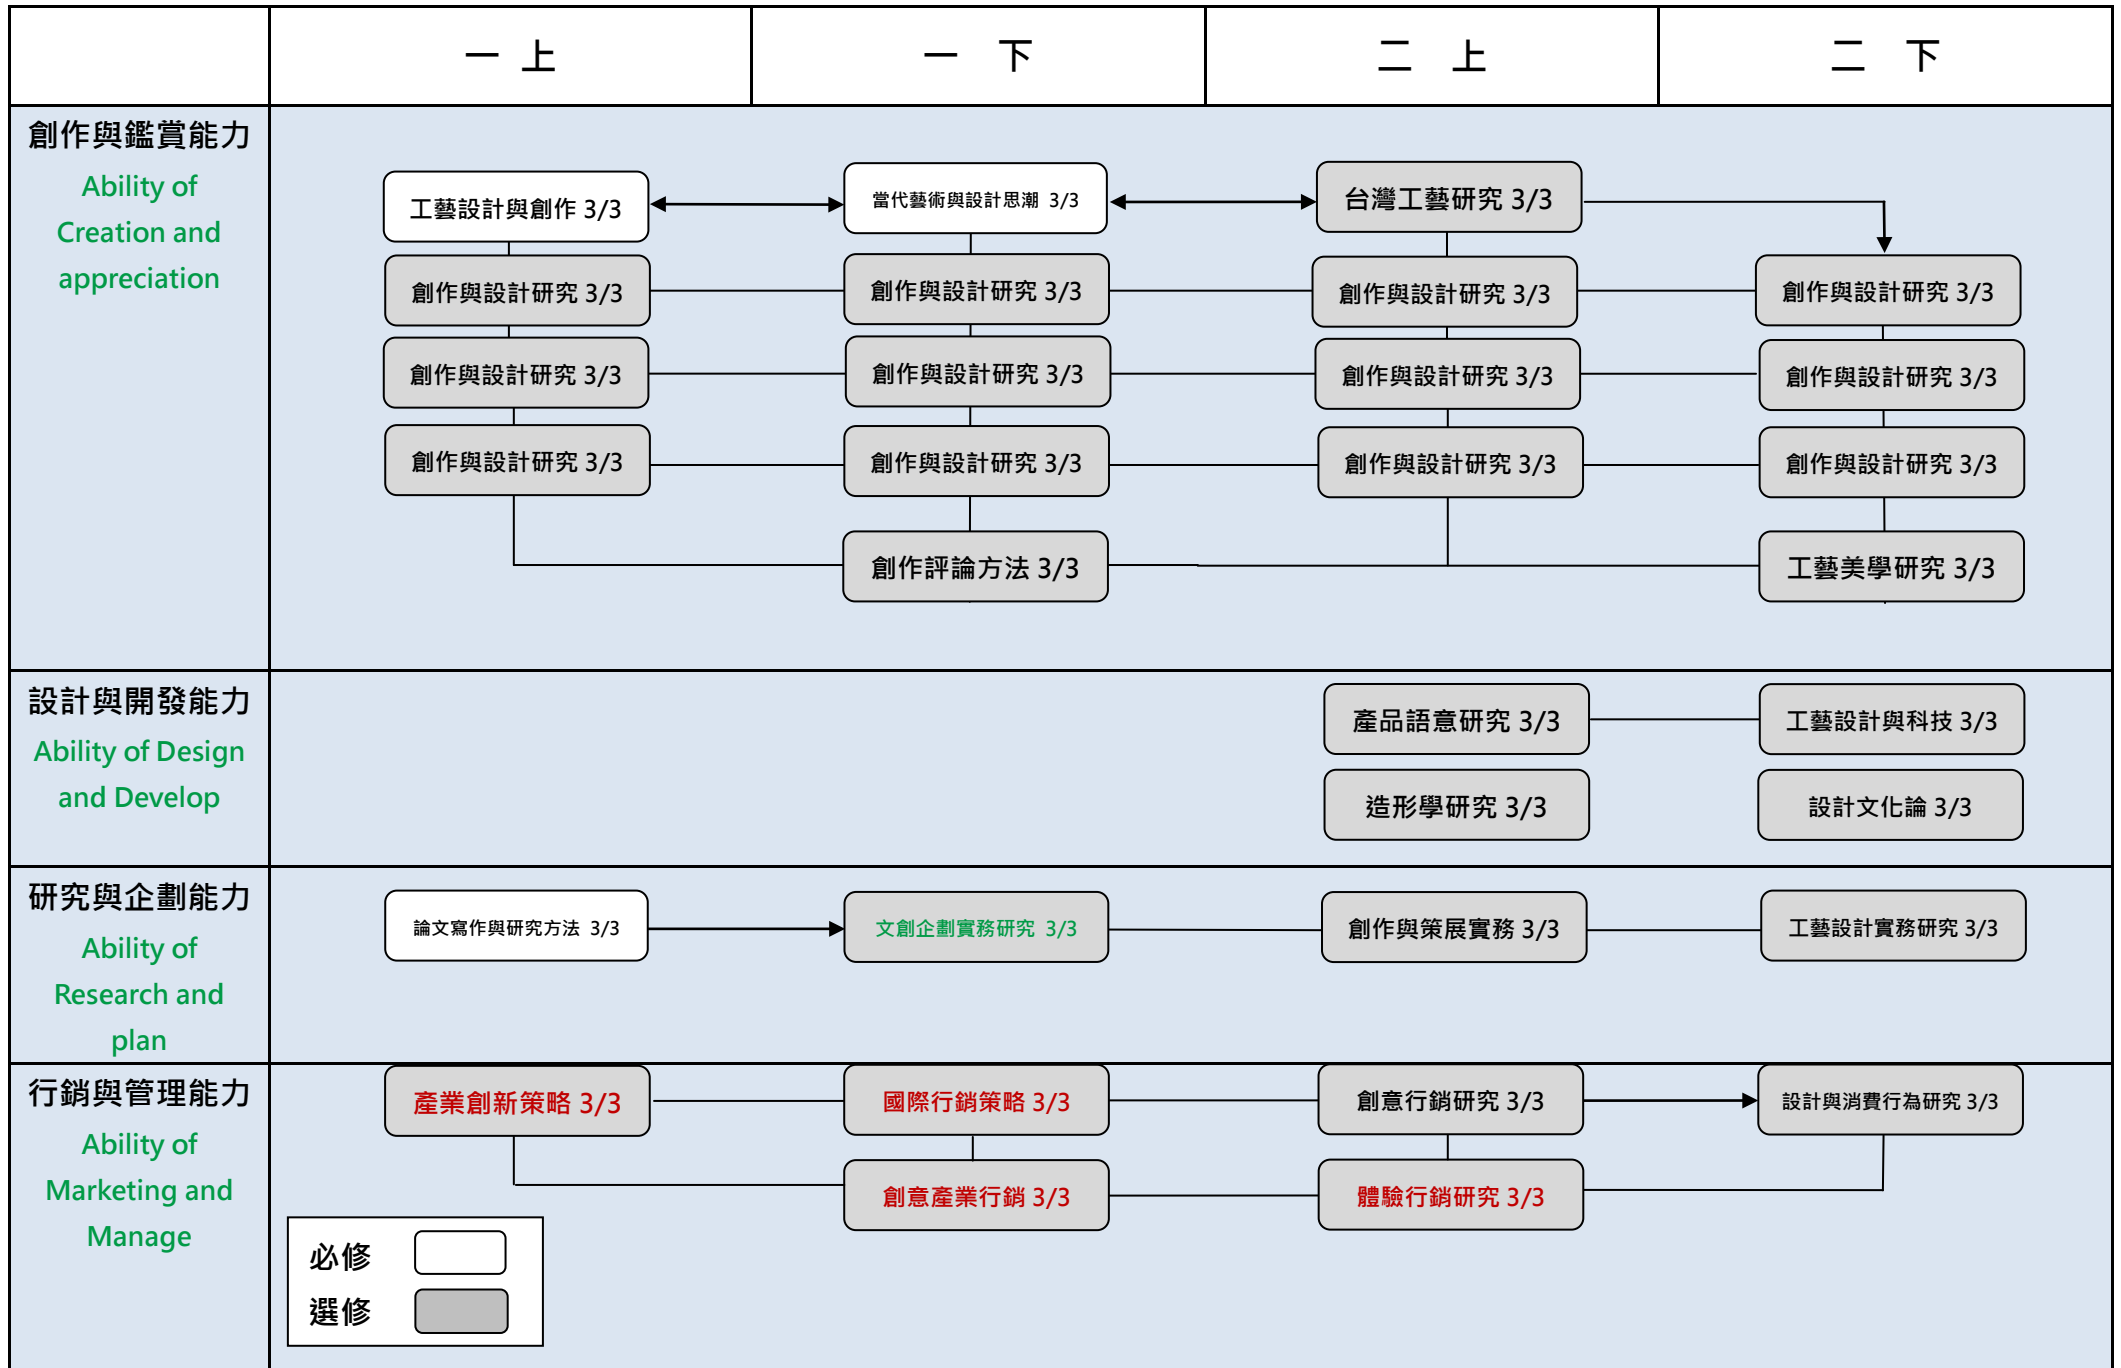 一 上
一 下
二 上
二 下
創作與鑑賞能力
Ability of
Creation and
appreciation
工藝設計與創作 3/3
當代藝術與設計思潮 3/3
台灣工藝研究 3/3
創作與設計研究 3/3
創作與設計研究 3/3
創作與設計研究 3/3
創作與設計研究 3/3
創作與設計研究 3/3
創作與設計研究 3/3
創作與設計研究 3/3
創作與設計研究 3/3
創作與設計研究 3/3
創作與設計研究 3/3
創作與設計研究 3/3
創作與設計研究 3/3
創作評論方法 3/3
工藝美學研究 3/3
設計與開發能力
Ability of Design
and Develop
產品語意研究 3/3
工藝設計與科技 3/3
造形學研究 3/3
設計文化論 3/3
研究與企劃能力
Ability of
Research and
plan
論文寫作與研究方法 3/3
文創企劃實務研究 3/3
創作與策展實務 3/3
工藝設計實務研究 3/3
行銷與管理能力
Ability of
Marketing and
Manage
產業創新策略 3/3
國際行銷策略 3/3
創意行銷研究 3/3
設計與消費行為研究 3/3
創意產業行銷 3/3
體驗行銷研究 3/3
必修
選修